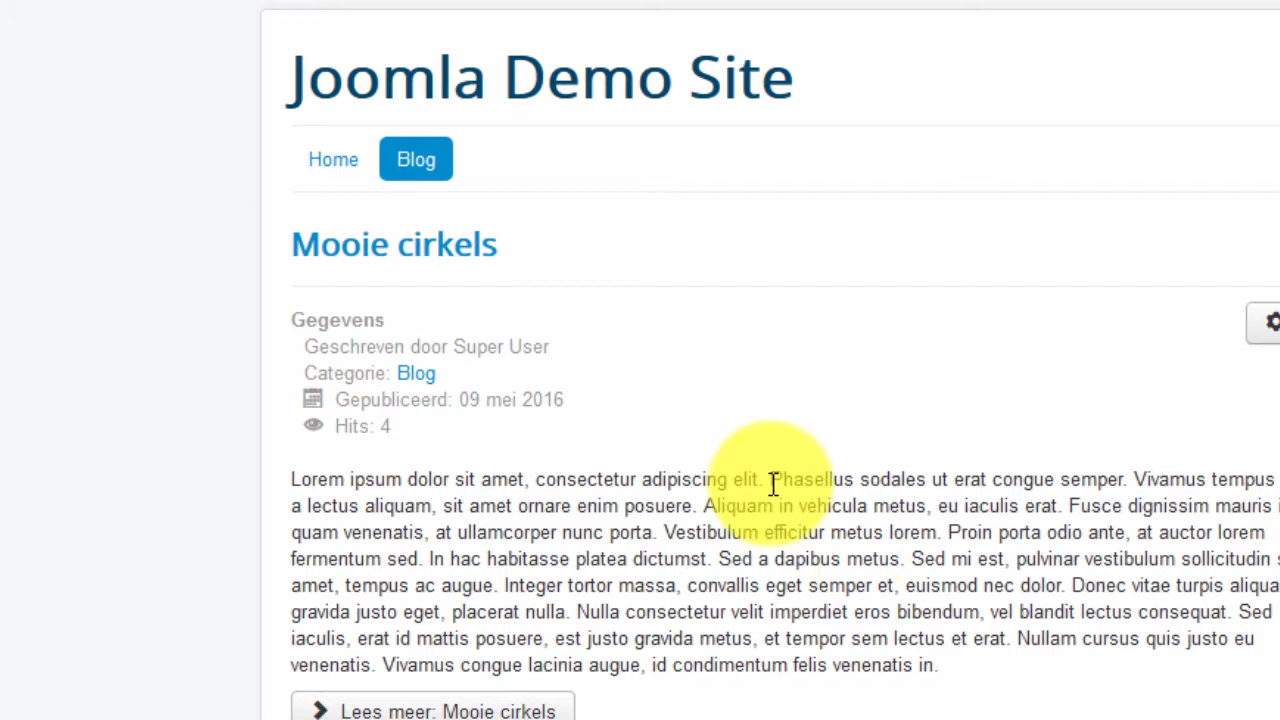 Joomla Demo Site
Home Blog
Mooie cirkels
Gegevens
Geschreven door Super User
Categorie: Blog
Gepubliceerd: 09 mei 2016
Hits: 4
Lorem ipsum dolor sit amet, consectetur adipiscing elit. Phasellus sodales ut erat congue semper. Vivamus tempus
a lectus aliquam, sit amet ornare enim posuere. Aliquam in vehicula metus, eu iaculis erat. Fusce dignissim mauris
quam venenatis, at ullamcorper nunc porta. Vestibulum efficitur metus lorem. Proin porta odio ante, at auctor lorem
fermentum sed. In hac habitasse platea dictumst. Sed a dapibus metus. Sed mi est, pulvinar vestibulum sollicitudin
amet, tempus ac augue. Integer tortor massa, convallis eget semper et, euismod nec dolor. Donec vitae turpis aliqua
gravida justo eget, placerat nulla. Nulla consectetur velit imperdiet eros bibendum, vel blandit lectus consequat. Sed
iaculis, erat id mattis posuere, est justo gravida metus, et tempor sem lectus et erat. Nullam cursus quis justo eu
venenatis. Vivamus congue lacinia augue, id condimentum felis venenatis in.
Lees meer: Mooie cirkels